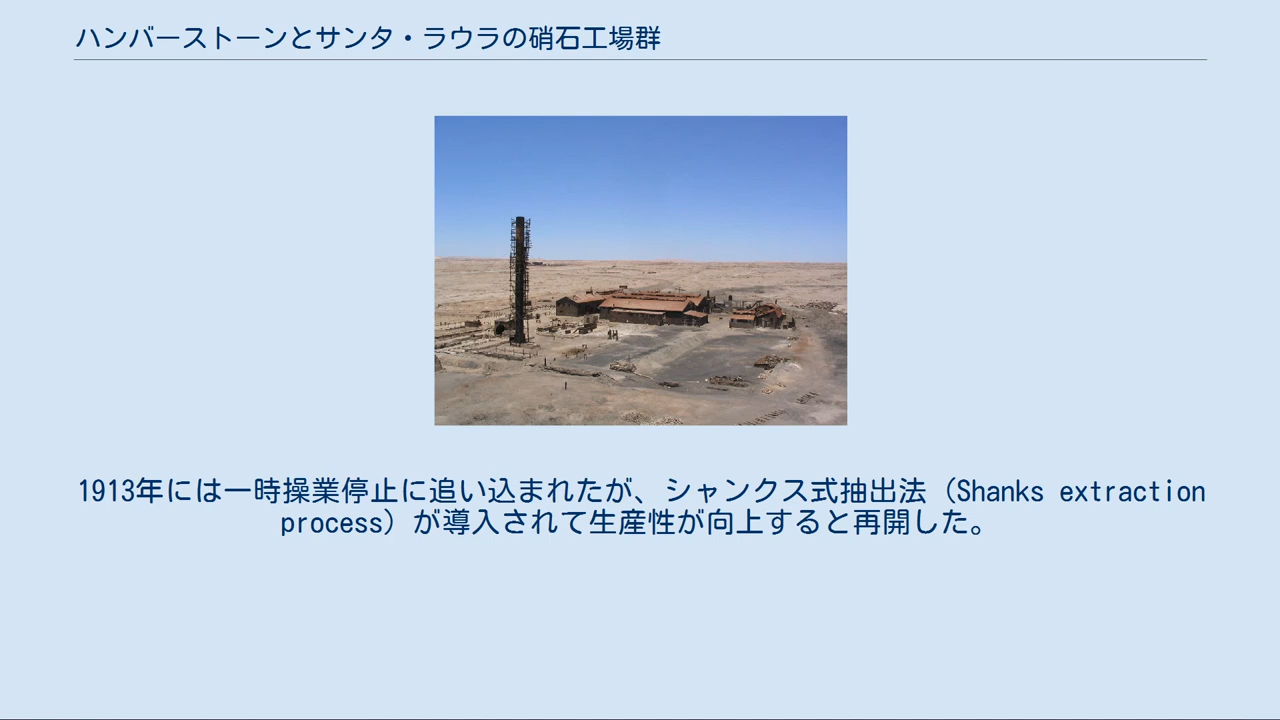 ハンバーストーンとサンタ・ラウラの硝石工場群
1913年には一時操業停止に追い込まれたが、シャンクス式抽出法（Shanks extraction
process）が導入されて生産性が向上すると再開した。